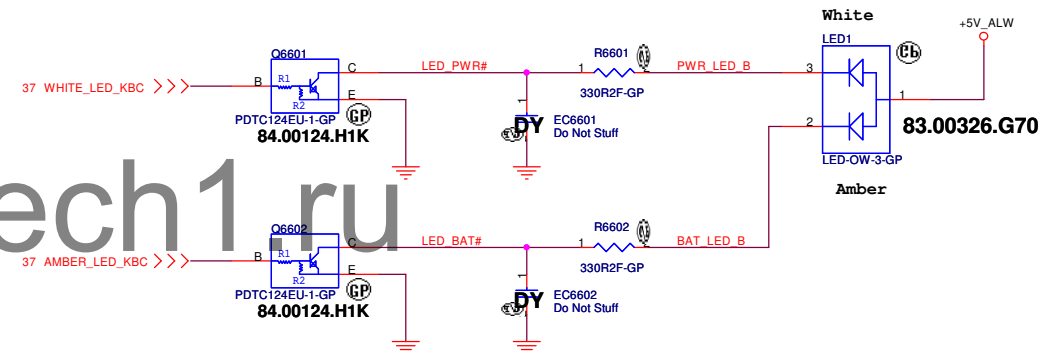 White
LED1
+5V_ALW
Q6601
R6601
37 WHITE_LED_KBC
B
R1
R2
C
E
LED_PWR#
1
2
PWR_LED_B
3
1
330R2F-GP
PDTC124EU-1-GP
GP
84.00124.H1K
1
DY
EC6601
Do Not Stuff
2
83.00326.G70
LED-OW-3-GP
Amber
ech1.ru
Q6602
R6602
37 AMBER_LED_KBC
B
R1
R2
C
E
LED_BAT#
1
BAT_LED_B
330R2F-GP
PDTC124EU-1-GP
GP
84.00124.H1K
1
DY
EC6602
Do Not Stuff